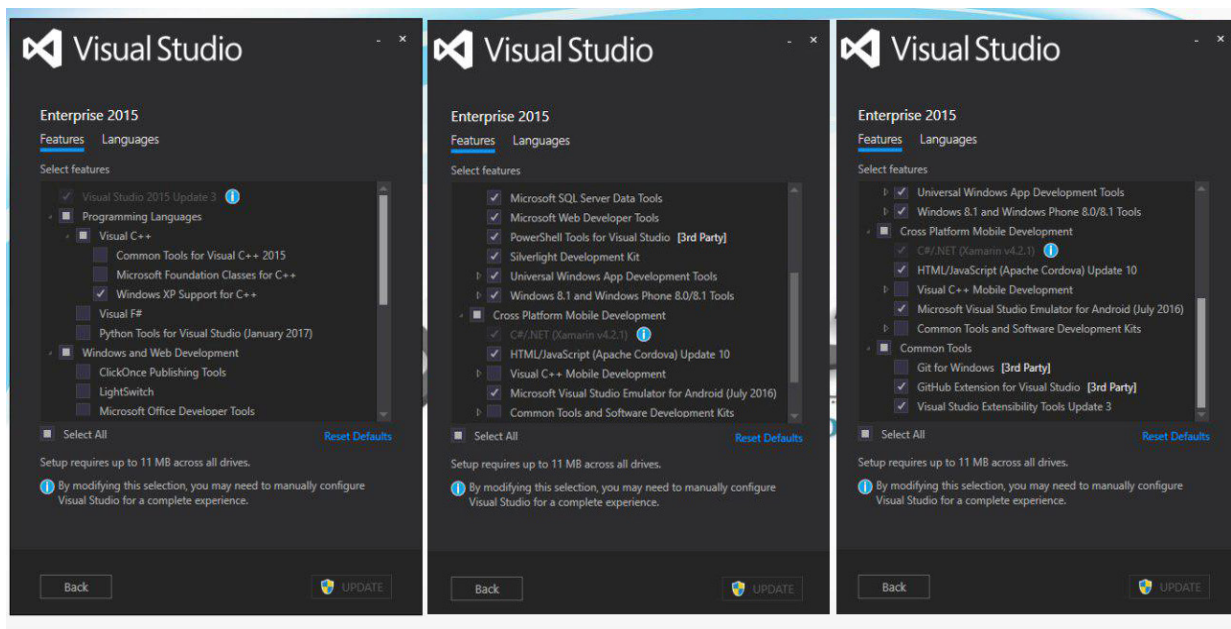 Visual Studio
Enterprise 2015
Features Languages
Select features
Visual Studio 2015 Update 3
Programming Languages
Visual C++
Common Tools for Visual C++ 2015
Microsoft Foundation Classes for C++
Windows XP Support for C++
Visual F#
Python Tools for Visual Studio (January 2017)
Windows and Web Development
ClickOnce Publishing Tools
LightSwitch
Microsoft Office Developer Tools
Select All Reset Defaults
Setup requires up to 11 MB across all drives.
By modifying this selection, you may need to manually configure
Visual Studio for a complete experience.
Back UPDATE
Visual Studio
Enterprise 2015
Features Languages
Select features
Microsoft SQL Server Data Tools
Microsoft Web Developer Tools
PowerShell Tools for Visual Studio [3rd Party]
Silverlight Development Kit
Universal Windows App Development Tools
Windows 8.1 and Windows Phone 8.0/8.1 Tools
Cross Platform Mobile Development
C#/.NET (Xamarin v4.2.1)
HTML/JavaScript (Apache Cordova) Update 10
Visual C++ Mobile Development
Microsoft Visual Studio Emulator for Android (July 2016)
Common Tools and Software Development Kits
Select All Reset Defaults
Setup requires up to 11 MB across all drives.
By modifying this selection, you may need to manually configure
Visual Studio for a complete experience.
Back UPDATE
Visual Studio
Enterprise 2015
Features Languages
Select features
Universal Windows App Development Tools
Windows 8.1 and Windows Phone 8.0/8.1 Tools
Cross Platform Mobile Development
C#/.NET (Xamarin v4.2.1)
HTML/JavaScript (Apache Cordova) Update 10
Visual C++ Mobile Development
Microsoft Visual Studio Emulator for Android (July 2016)
Common Tools and Software Development Kits
Common Tools
Git for Windows [3rd Party]
GitHub Extension for Visual Studio [3rd Party]
Visual Studio Extensibility Tools Update 3
Select All Reset Defaults
Setup requires up to 11 MB across all drives.
By modifying this selection, you may need to manually configure
Visual Studio for a complete experience.
Back UPDATE